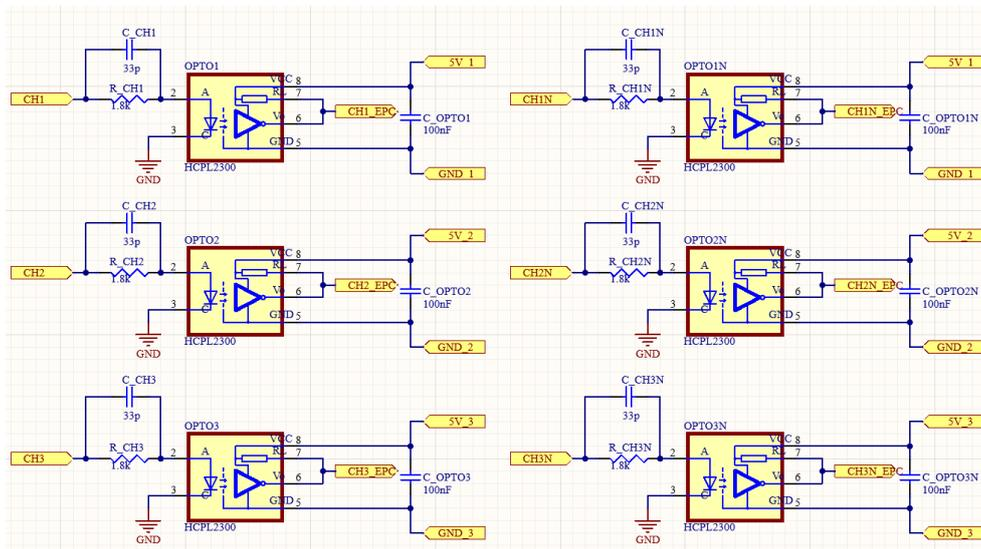 C_CH1
33p
OPTO1
5V_1
CH1
R_CH1
1.8k
2
A
VCC
8
RL
7
CH1_EPC
Vo
6
C_OPTO1
100nF
3
C
GND
5
GND
HCPL2300
GND_1
C_CH1N
33p
OPTO1N
5V_1
CH1N
R_CH1N
1.8k
2
A
VCC
8
RL
7
CH1N_EPC
Vo
6
C_OPTO1N
100nF
3
C
GND
5
GND
HCPL2300
GND_1
C_CH2
33p
OPTO2
5V_2
CH2
R_CH2
1.8k
2
A
VCC
8
RL
7
CH2_EPC
Vo
6
C_OPTO2
100nF
3
C
GND
5
GND
HCPL2300
GND_2
C_CH2N
33p
OPTO2N
5V_2
CH2N
R_CH2N
1.8k
2
A
VCC
8
RL
7
CH2N_EPC
Vo
6
C_OPTO2N
100nF
3
C
GND
5
GND
HCPL2300
GND_2
C_CH3
33p
OPTO3
5V_3
CH3
R_CH3
1.8k
2
A
VCC
8
RL
7
CH3_EPC
Vo
6
C_OPTO3
100nF
3
C
GND
5
GND
HCPL2300
GND_3
C_CH3N
33p
OPTO3N
5V_3
CH3N
R_CH3N
1.8k
2
A
VCC
8
RL
7
CH3N_EPC
Vo
6
C_OPTO3N
100nF
3
C
GND
5
GND
HCPL2300
GND_3